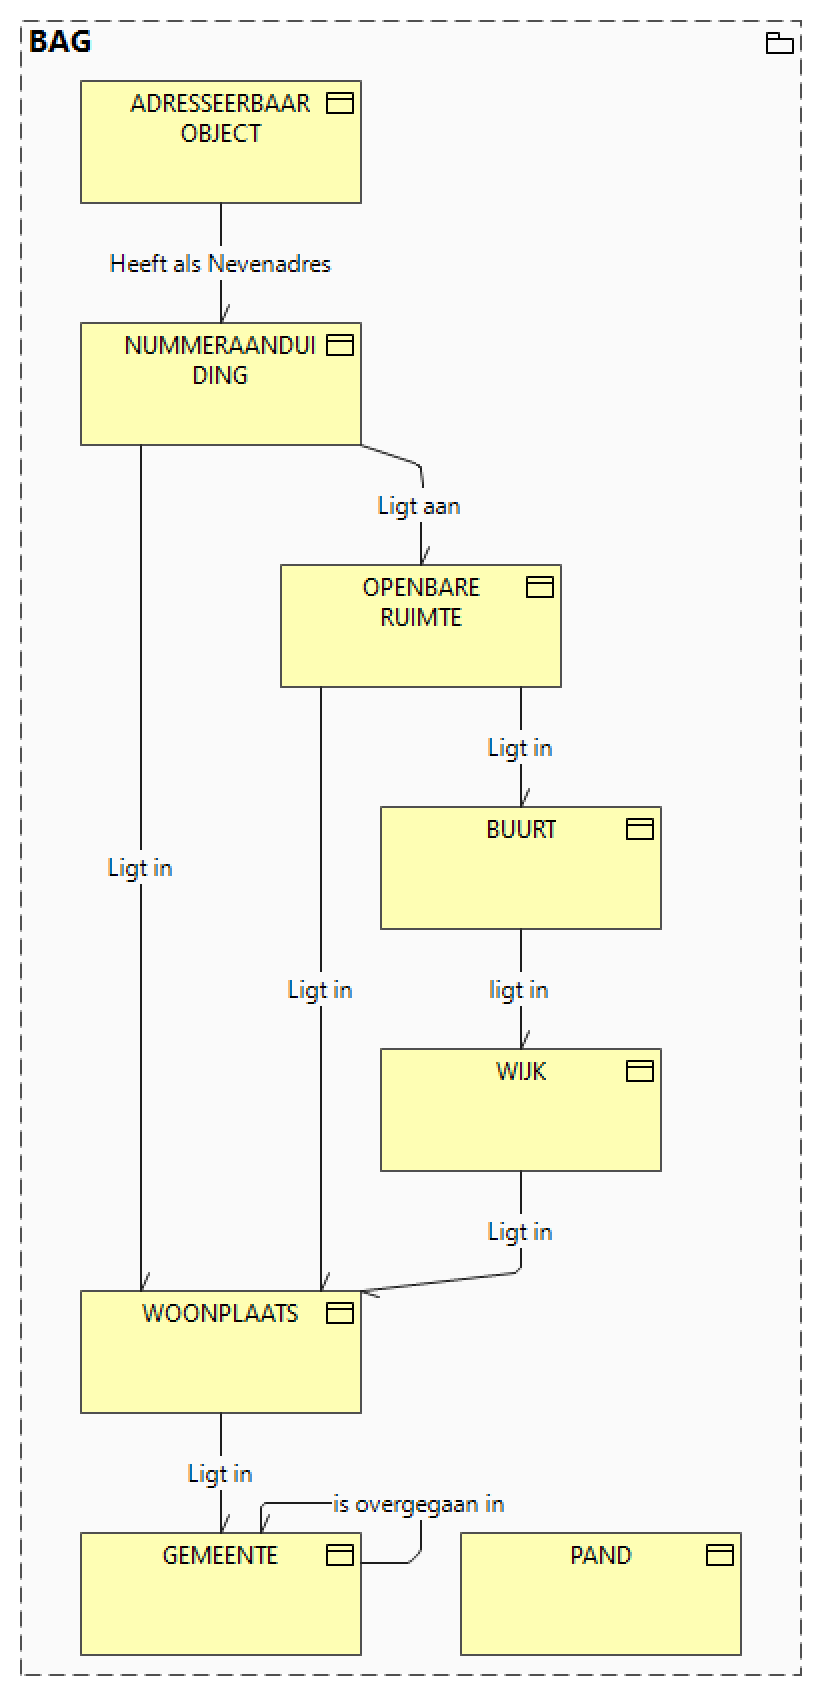 BAG
ADRESSEERBAAR
OBJECT
Heeft als Nevenadres
NUMMERAANDUI
DING
Ligt aan
OPENBARE
RUIMTE
Ligt in
BUURT
Ligt in
Ligt in
ligt in
WIJK
Ligt in
WOONPLAATS
Ligt in
is overgegaan in
GEMEENTE
PAND